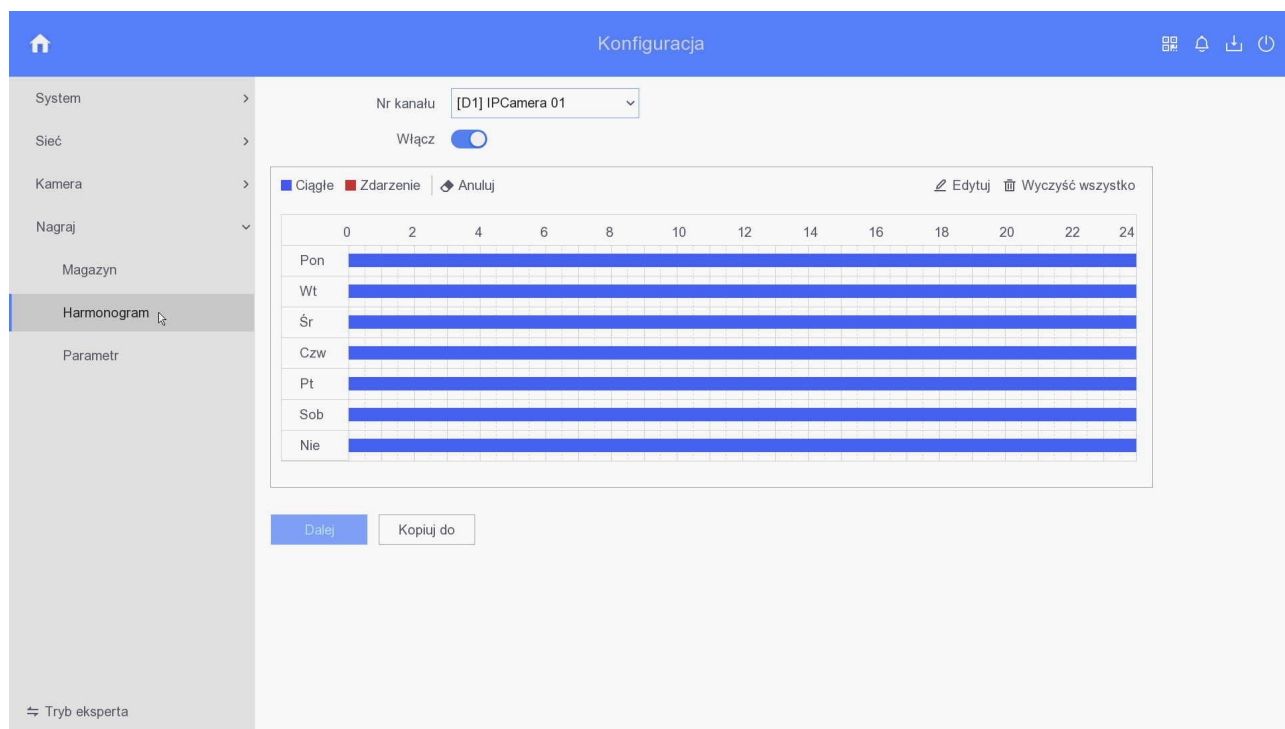 Konfiguracja
System
Sieć
Kamera
Nagraj
Magazyn
Harmonogram
Parametr
Tryb eksperta
Nr kanału [D1] IPCamera 01
Włącz
Ciągłe Zdarzenie Anuluj Edytuj Wyczyść wszystko
0 2 4 6 8 10 12 14 16 18 20 22 24
Pon
Wt
Śr
Czw
Pt
Sob
Nie
Dalej Kopiuj do